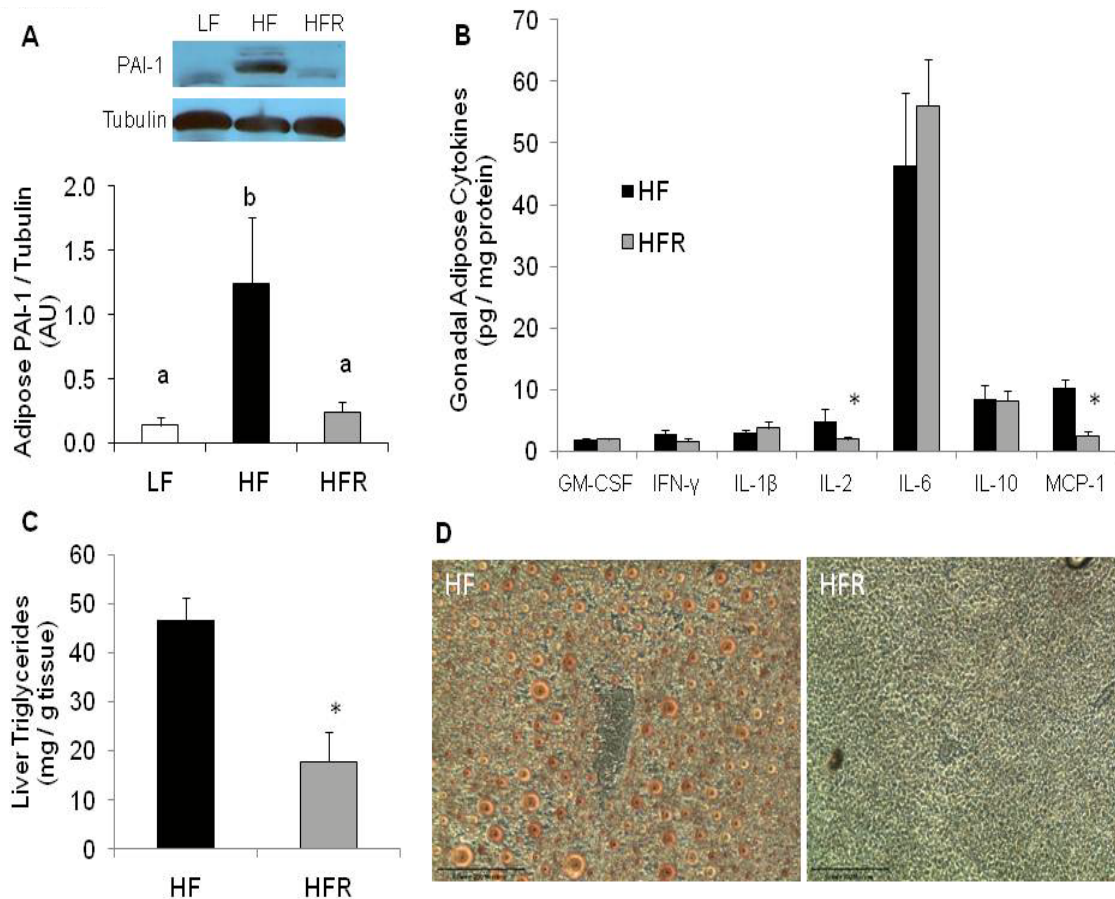 A
LF HF HFR
PAI-1
Tubulin
Adipose PAI-1 / Tubulin
(AU)
2.0
1.5
1.0
0.5
0.0
a
b
a
LF HF HFR
B
Gonadal Adipose Cytokines
(pg / mg protein)
70
60
50
40
30
20
10
0
HF
HFR
*
*
GM-CSF IFN-γ IL-1β IL-2 IL-6 IL-10 MCP-1
C
Liver Triglycerides
(mg / g tissue)
60
50
40
30
20
10
0
*
HF HFR
D
HF
HFR